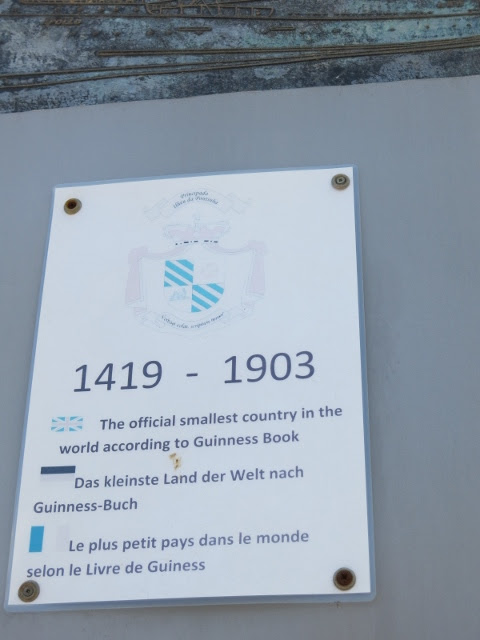 1419 - 1903
The official smallest country in the
world according to Guinness Book
Das kleinste Land der Welt nach
Guinness-Buch
Le plus petit pays dans le monde
selon le Livre de Guiness